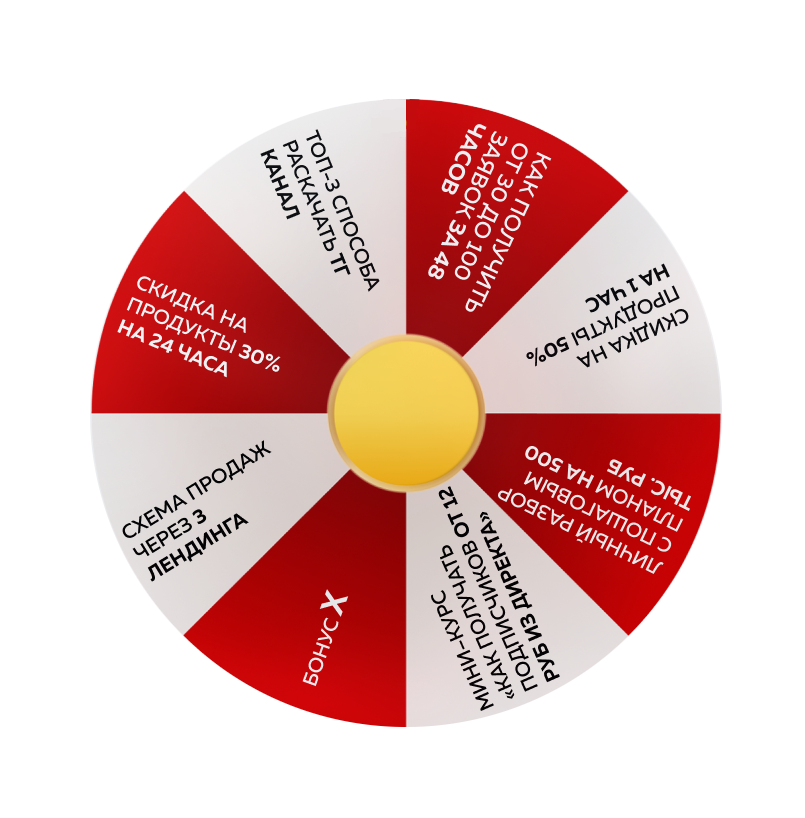 КАК ПОЛУЧИТЬ
ОТ 30 ДО 100
ЗАЯВОК ЗА 48
ЧАСОВ
СКИДКА НА
ПРОДУКТЫ 50%
НА 1 ЧАС
ЛИЧНЫЙ РАЗБОР
С ПОШАГОВЫМ
ПЛАНОМ НА 500
ТЫС. РУБ
МИНИ-КУРС
«КАК ПОЛУЧАТЬ
ПОДПИСЧИКОВ ОТ 12
РУБ ИЗ ДИРЕКТА»
БОНУС X
СХЕМА ПРОДАЖ
ЧЕРЕЗ 3
ЛЕНДИНГА
СКИДКА НА
ПРОДУКТЫ 30%
НА 24 ЧАСА
ТОП-3 СПОСОБА
РАСКАЧАТЬ ТГ
КАНАЛ